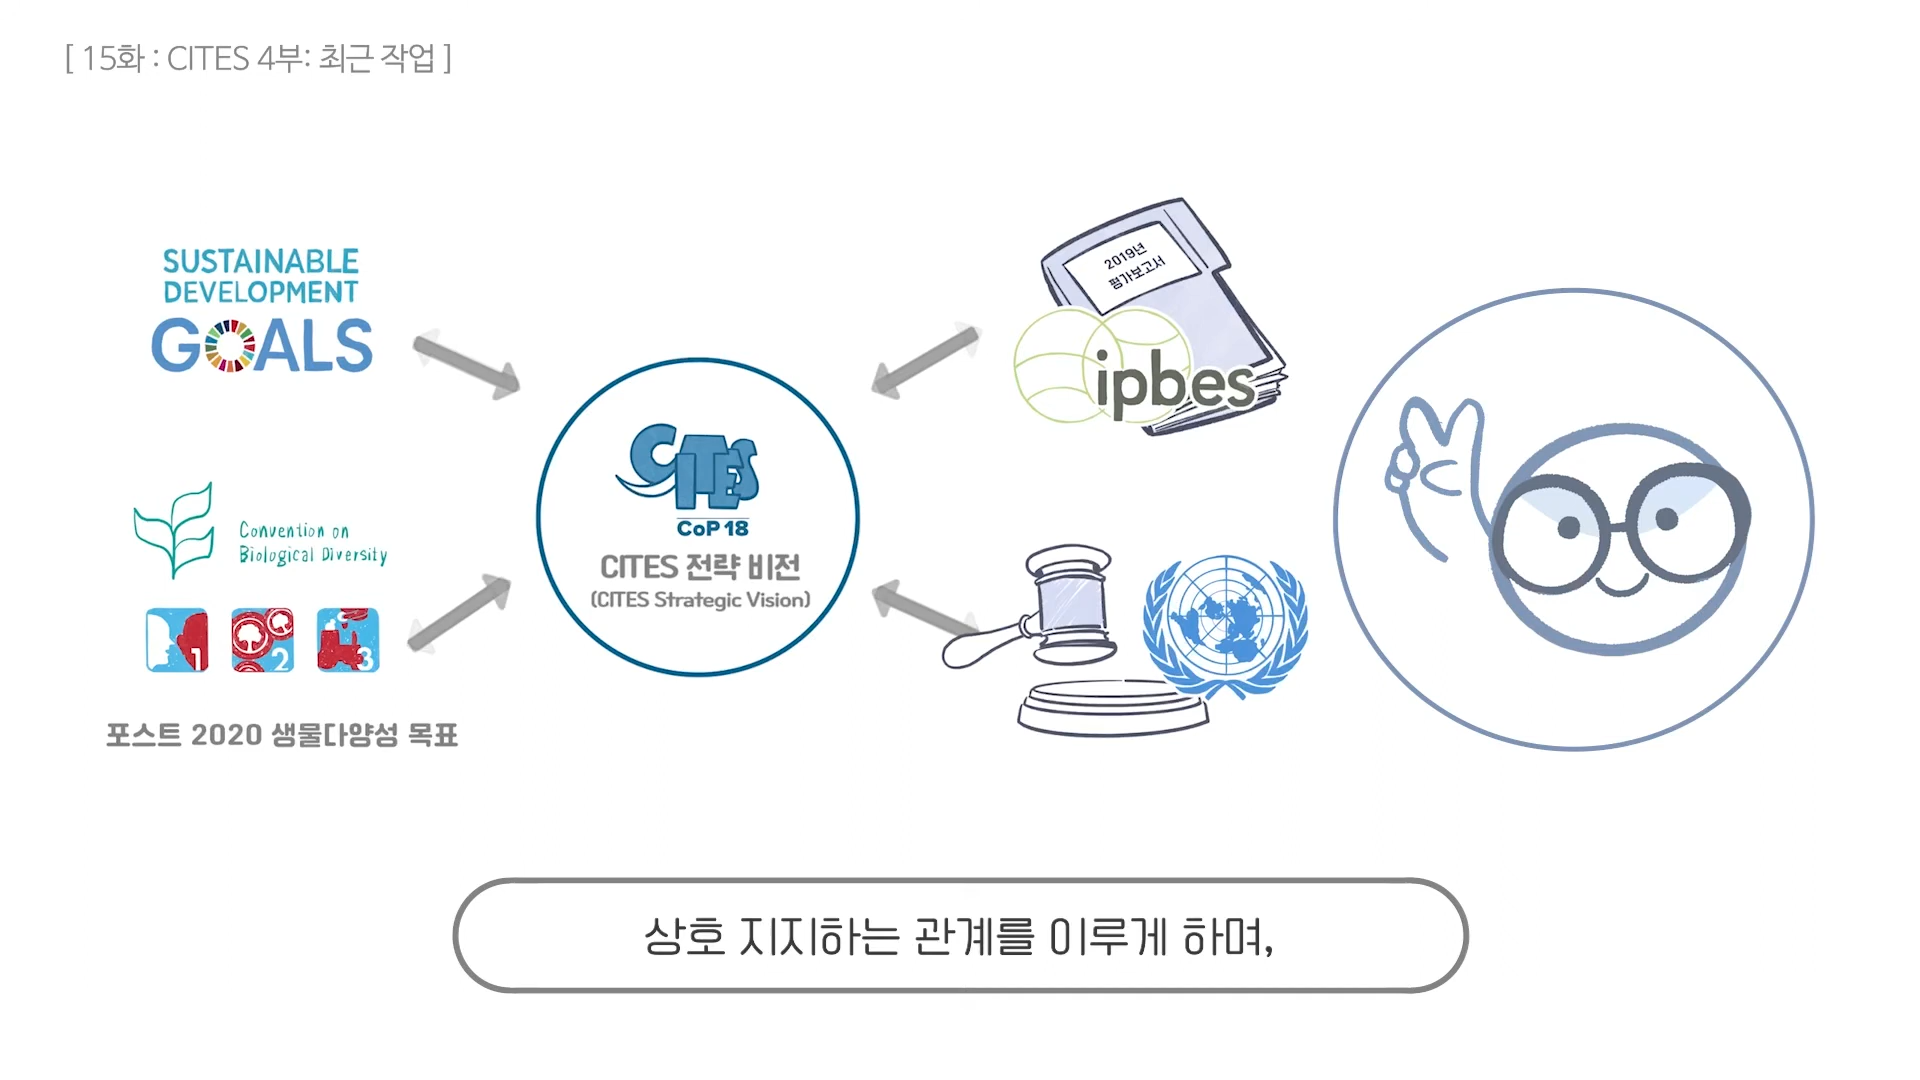 [ 15화 : CITES 4부: 최근 작업 ]
SUSTAINABLE
DEVELOPMENT
GOALS
Convention on
Biological Diversity
1 2 3
포스트 2020 생물다양성 목표
CITES
CoP 18
CITES 전략 비전
(CITES Strategic Vision)
2019년
평가보고서
ipbes
상호 지지하는 관계를 이루게 하며,